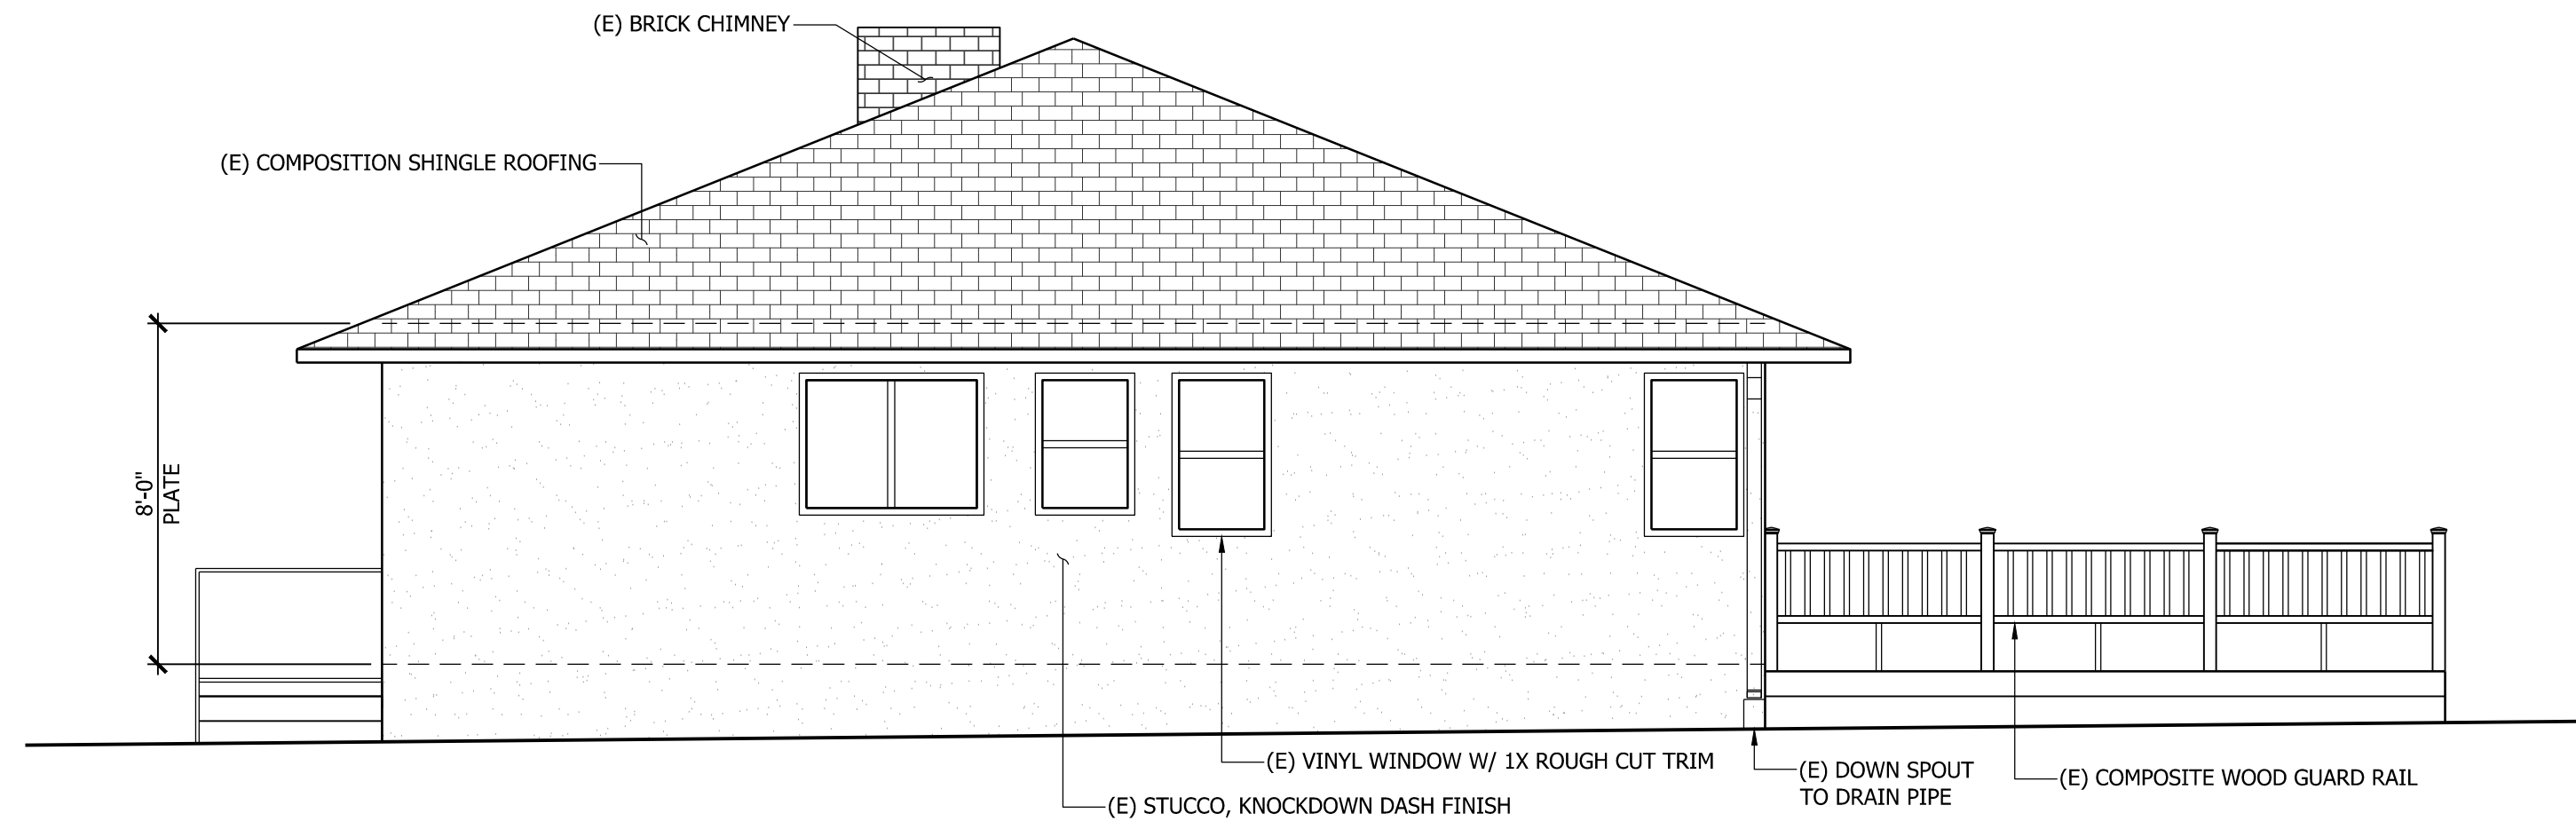 (E) BRICK CHIMNEY
(E) COMPOSITION SHINGLE ROOFING
8'-0"
PLATE
(E) VINYL WINDOW W/ 1X ROUGH CUT TRIM
(E) DOWN SPOUT
TO DRAIN PIPE
(E) COMPOSITE WOOD GUARD RAIL
(E) STUCCO, KNOCKDOWN DASH FINISH